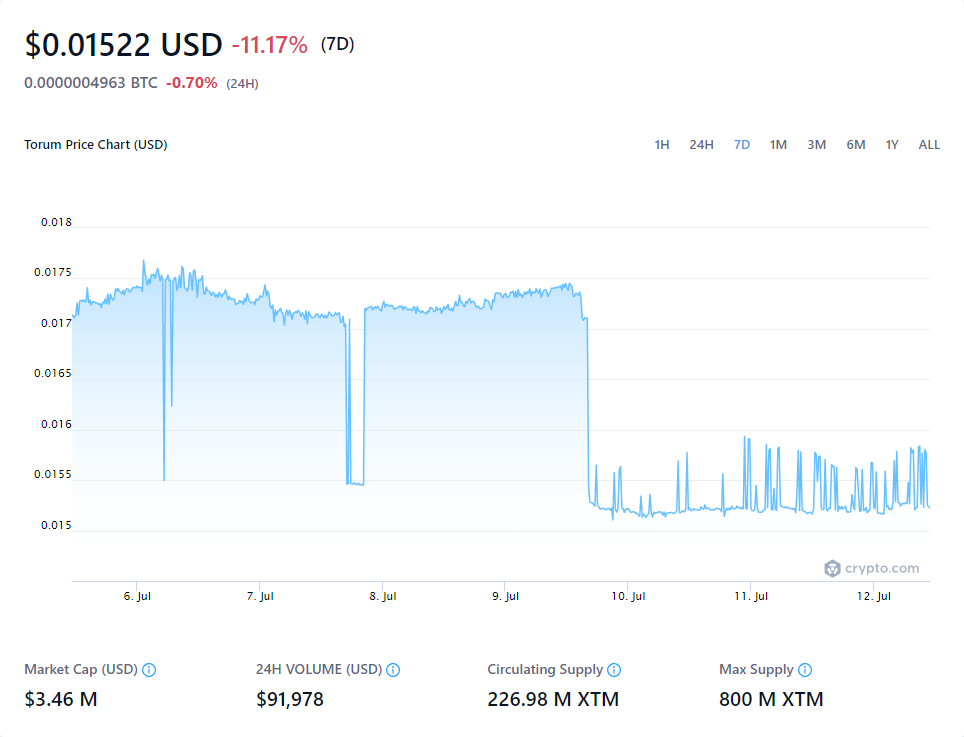 $0.01522 USD -11.17% (7D)
0.0000004963 BTC -0.70% (24H)
Torum Price Chart (USD) 1H 24H 7D 1M 3M 6M 1Y ALL
0.018
0.0175
0.017
0.0165
0.016
0.0155
0.015
crypto.com
6. Jul 7. Jul 8. Jul 9. Jul 10. Jul 11. Jul 12. Jul
Market Cap (USD) 24H VOLUME (USD) Circulating Supply Max Supply
$3.46 M $91,978 226.98 M XTM 800 M XTM